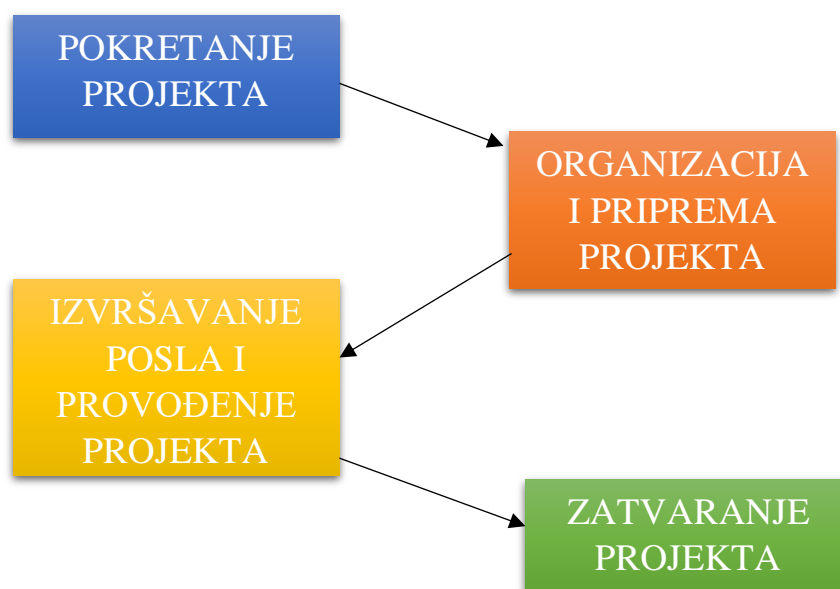 POKRETANJE
PROJEKTA
ORGANIZACIJA
I PRIPREMA
PROJEKTA
IZVRŠAVANJE
POSLA I
PROVOĐENJE
PROJEKTA
ZATVARANJE
PROJEKTA